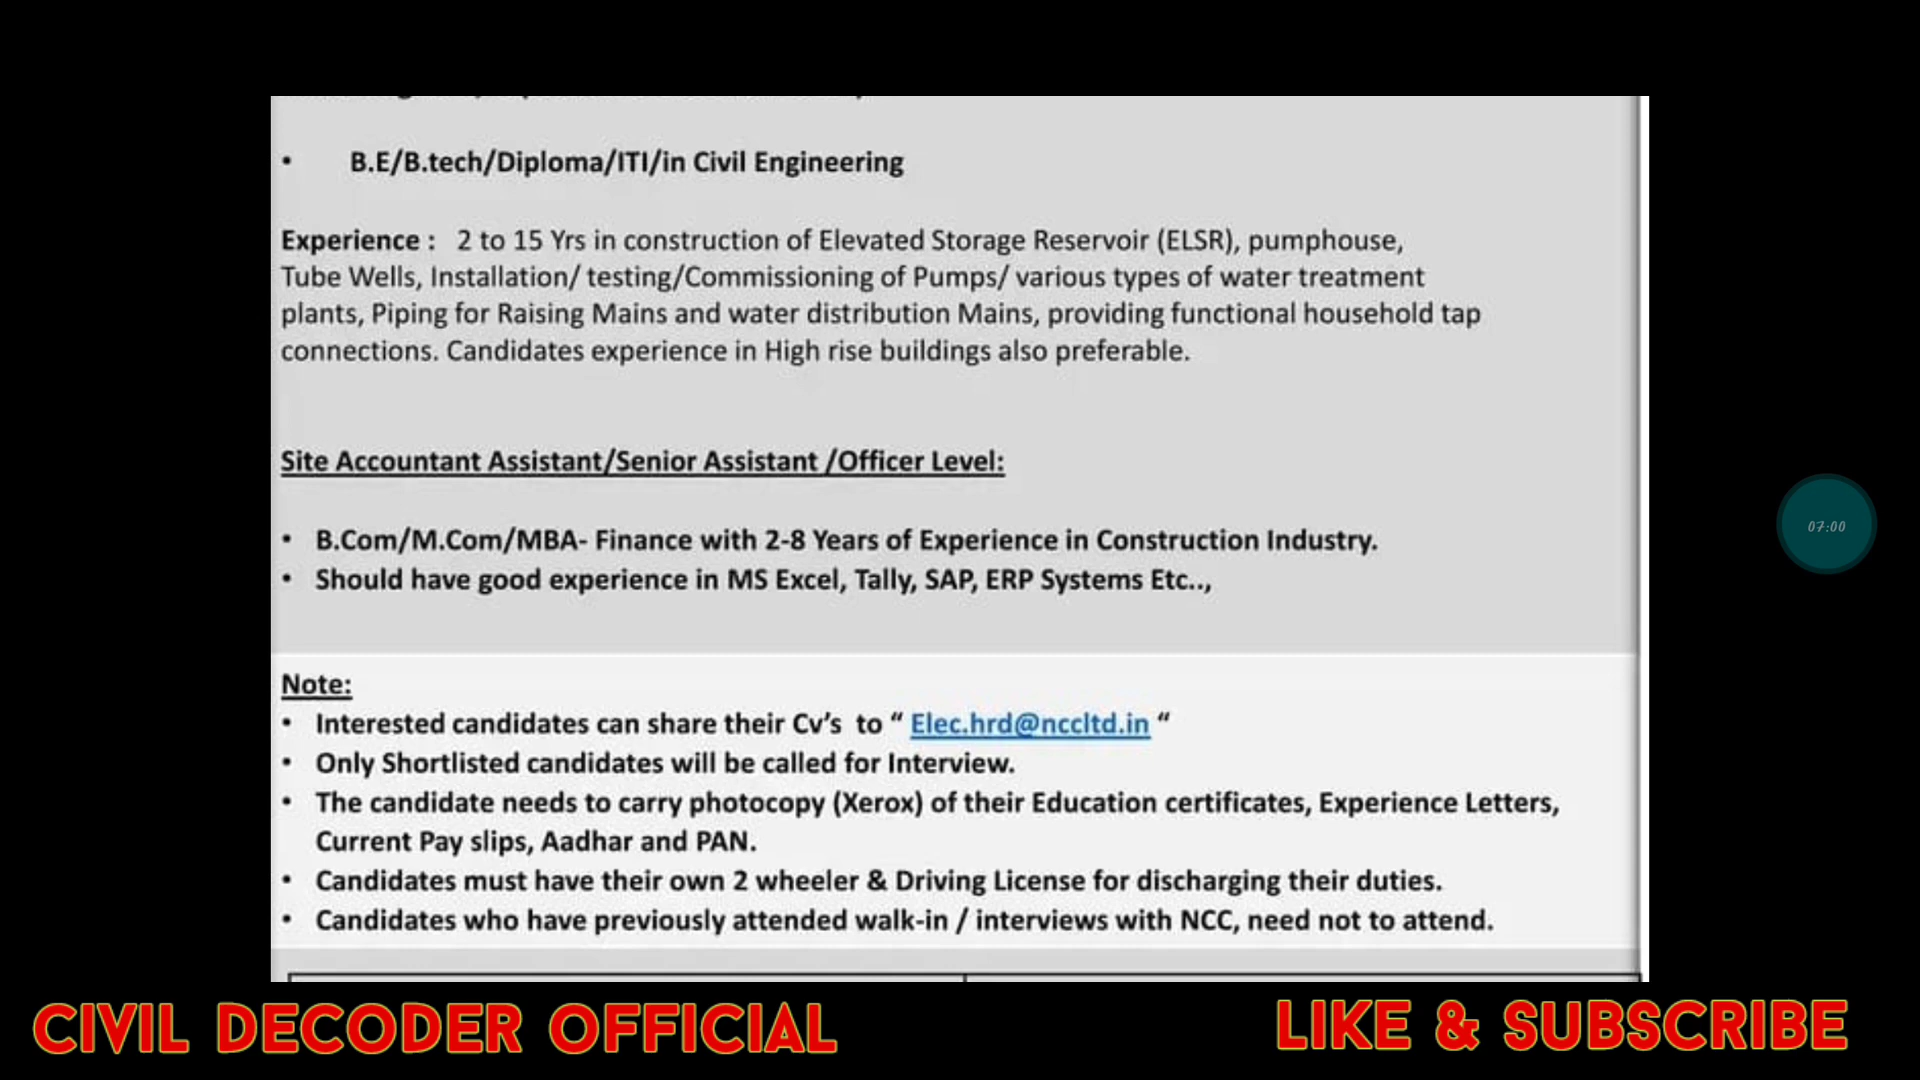 • B.E/B.tech/Diploma/ITI/in Civil Engineering
Experience : 2 to 15 Yrs in construction of Elevated Storage Reservoir (ELSR), pumphouse,
Tube Wells, Installation/ testing/Commissioning of Pumps/ various types of water treatment
plants, Piping for Raising Mains and water distribution Mains, providing functional household tap
connections. Candidates experience in High rise buildings also preferable.
Site Accountant Assistant/Senior Assistant /Officer Level:
• B.Com/M.Com/MBA- Finance with 2-8 Years of Experience in Construction Industry.
• Should have good experience in MS Excel, Tally, SAP, ERP Systems Etc..,
07:00
Note:
• Interested candidates can share their Cv’s to “ Elec.hrd@nccltd.in “
• Only Shortlisted candidates will be called for Interview.
• The candidate needs to carry photocopy (Xerox) of their Education certificates, Experience Letters,
Current Pay slips, Aadhar and PAN.
• Candidates must have their own 2 wheeler & Driving License for discharging their duties.
• Candidates who have previously attended walk-in / interviews with NCC, need not to attend.
CIVIL DECODER OFFICIAL
LIKE & SUBSCRIBE